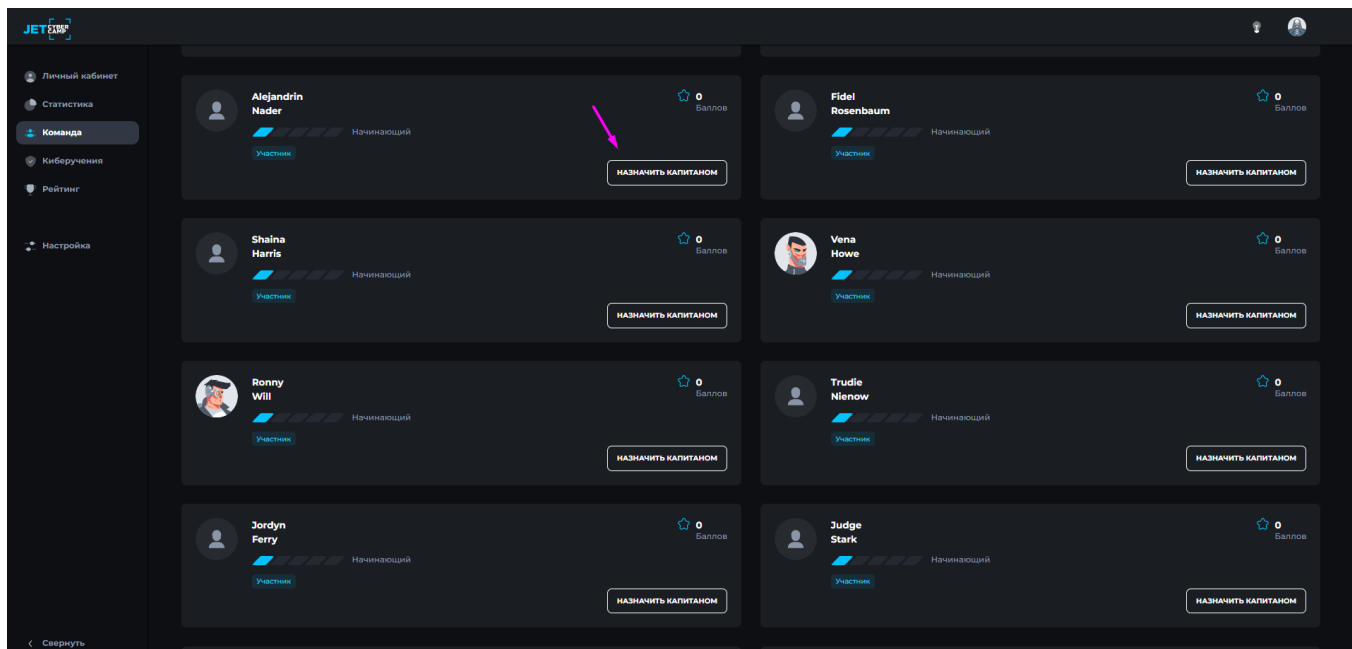 JET CYBER CAMP
Личный кабинет
Статистика
Команда
Киберучения
Рейтинг
Настройка
Свернуть
Alejandrin
Nader
0
Баллов
Начинающий
Участник
НАЗНАЧИТЬ КАПИТАНОМ
Fidel
Rosenbaum
0
Баллов
Начинающий
Участник
НАЗНАЧИТЬ КАПИТАНОМ
Shaina
Harris
0
Баллов
Начинающий
Участник
НАЗНАЧИТЬ КАПИТАНОМ
Vena
Howe
0
Баллов
Начинающий
Участник
НАЗНАЧИТЬ КАПИТАНОМ
Ronny
Will
0
Баллов
Начинающий
Участник
НАЗНАЧИТЬ КАПИТАНОМ
Trudie
Nienow
0
Баллов
Начинающий
Участник
НАЗНАЧИТЬ КАПИТАНОМ
Jordyn
Ferry
0
Баллов
Начинающий
Участник
НАЗНАЧИТЬ КАПИТАНОМ
Judge
Stark
0
Баллов
Начинающий
Участник
НАЗНАЧИТЬ КАПИТАНОМ